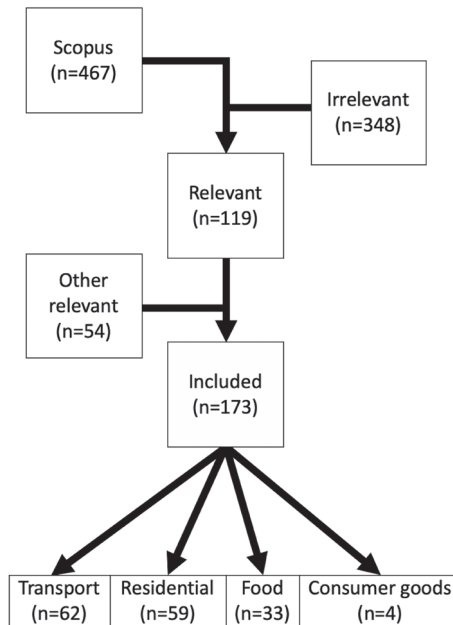 Scopus
(n=467)
Irrelevant
(n=348)
Relevant
(n=119)
Other
relevant
(n=54)
Included
(n=173)
Transport
(n=62)
Residential
(n=59)
Food
(n=33)
Consumer goods
(n=4)